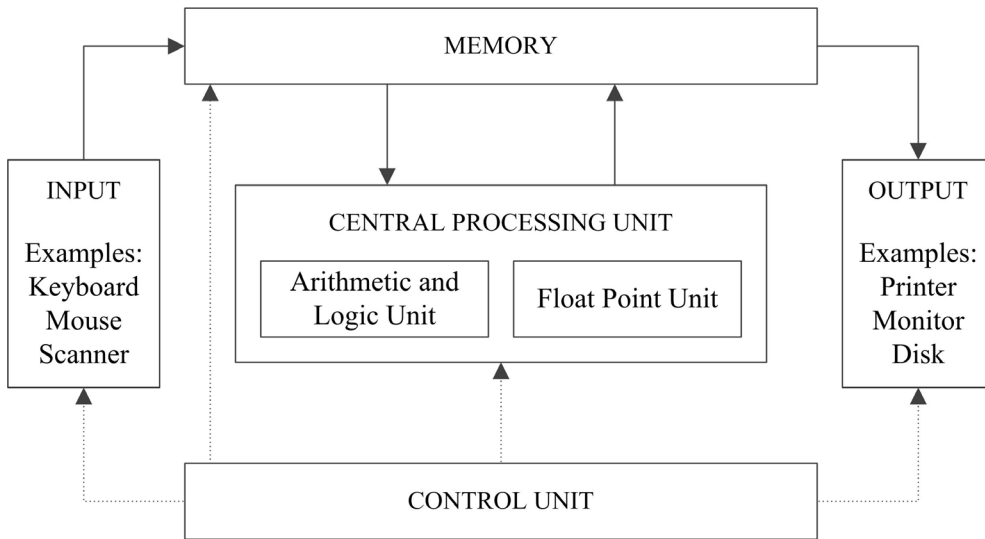 MEMORY
INPUT
Examples:
Keyboard
Mouse
Scanner
CENTRAL PROCESSING UNIT
Arithmetic and
Logic Unit
Float Point Unit
OUTPUT
Examples:
Printer
Monitor
Disk
CONTROL UNIT